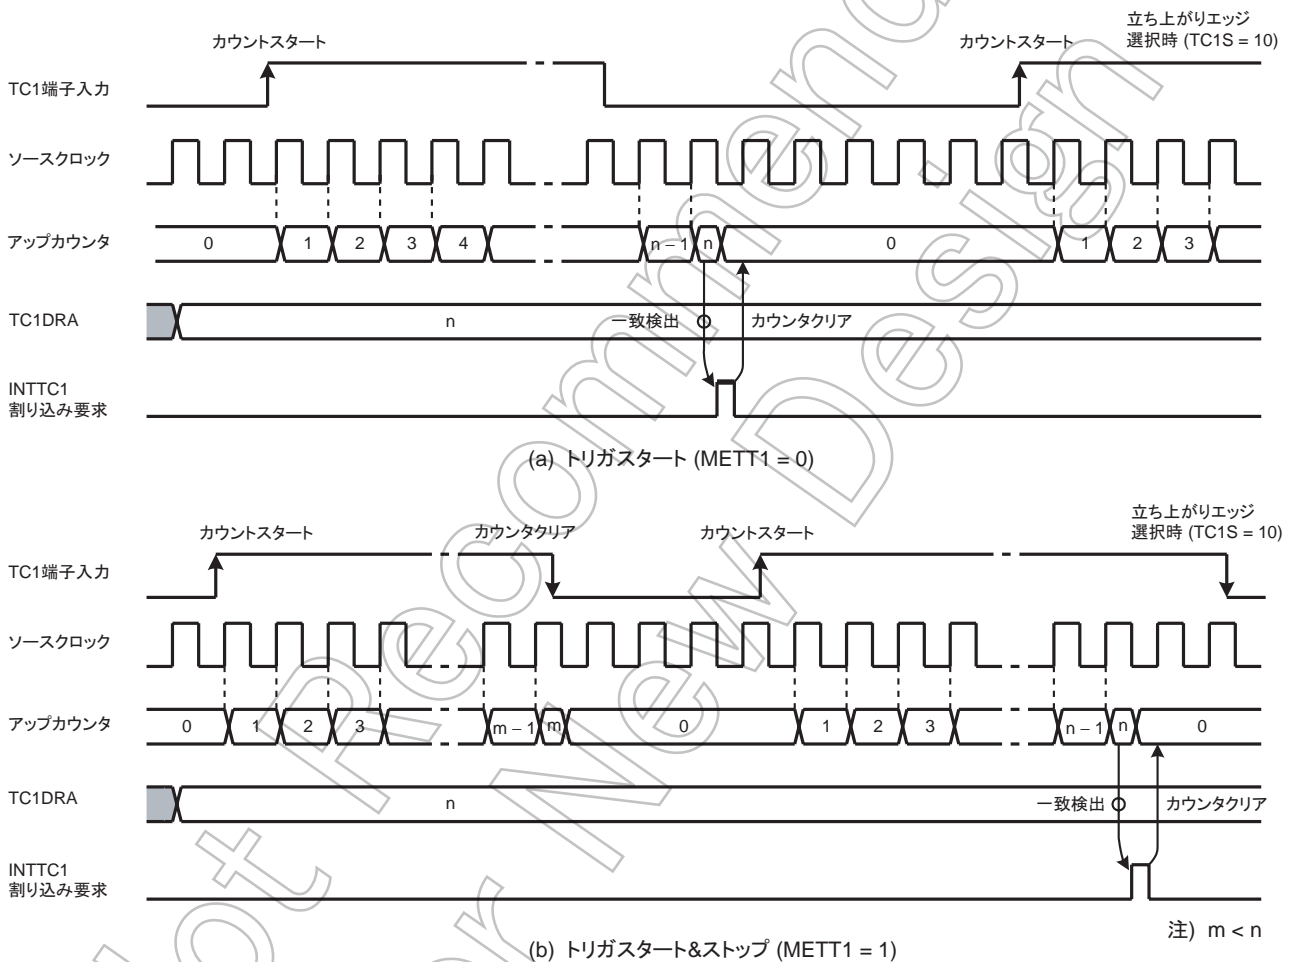 立ち上がりエッジ
選択時 (TC1S = 10)
カウントスタート
カウントスタート
TC1端子入力
ソースクロック
アップカウンタ
0
1
2
3
4
n – 1
n
0
1
2
3
TC1DRA
n
一致検出
カウンタクリア
INTTC1
割り込み要求
(a) トリガスタート (METT1 = 0)
立ち上がりエッジ
選択時 (TC1S = 10)
カウントスタート
カウンタクリア
カウントスタート
TC1端子入力
ソースクロック
アップカウンタ
0
1
2
3
m – 1
m
0
1
2
3
n – 1
n
0
TC1DRA
n
一致検出
カウンタクリア
INTTC1
割り込み要求
注) m < n
(b) トリガスタート&ストップ (METT1 = 1)
Not Recommend
for New Design